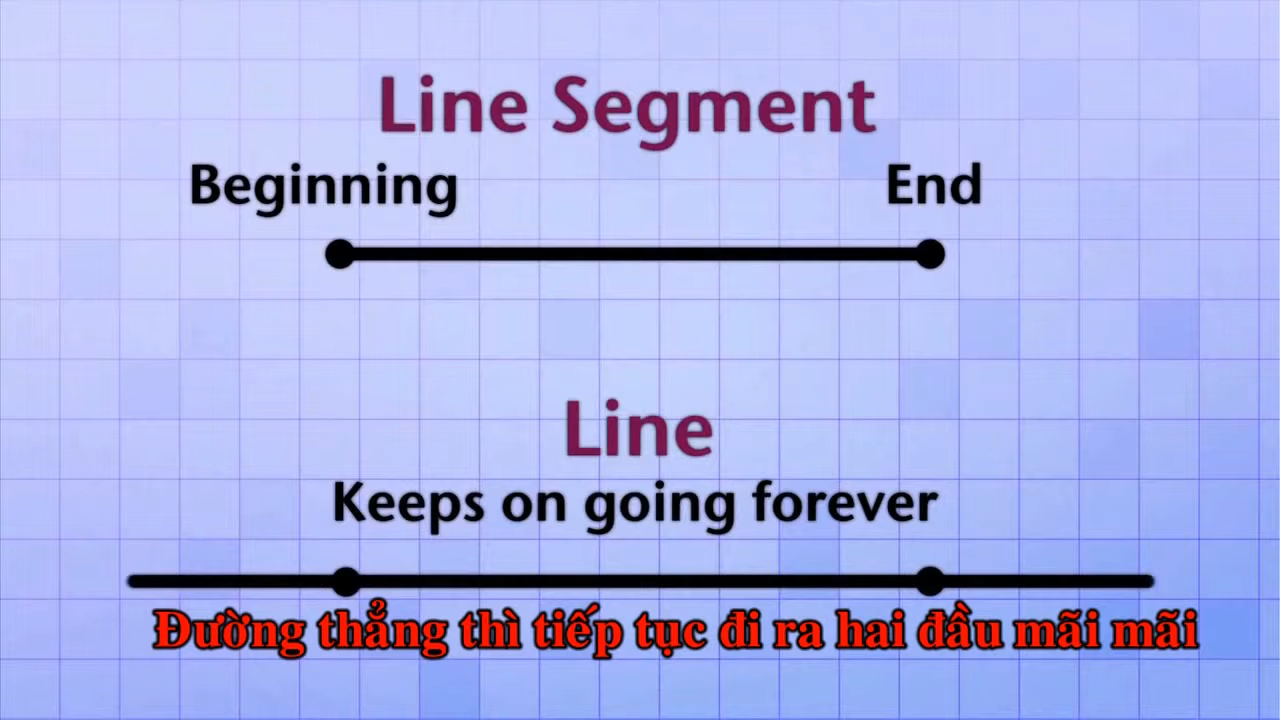 Line Segment
Beginning End
Line
Keeps on going forever
Đường thẳng thì tiếp tục đi ra hai đầu mãi mãi